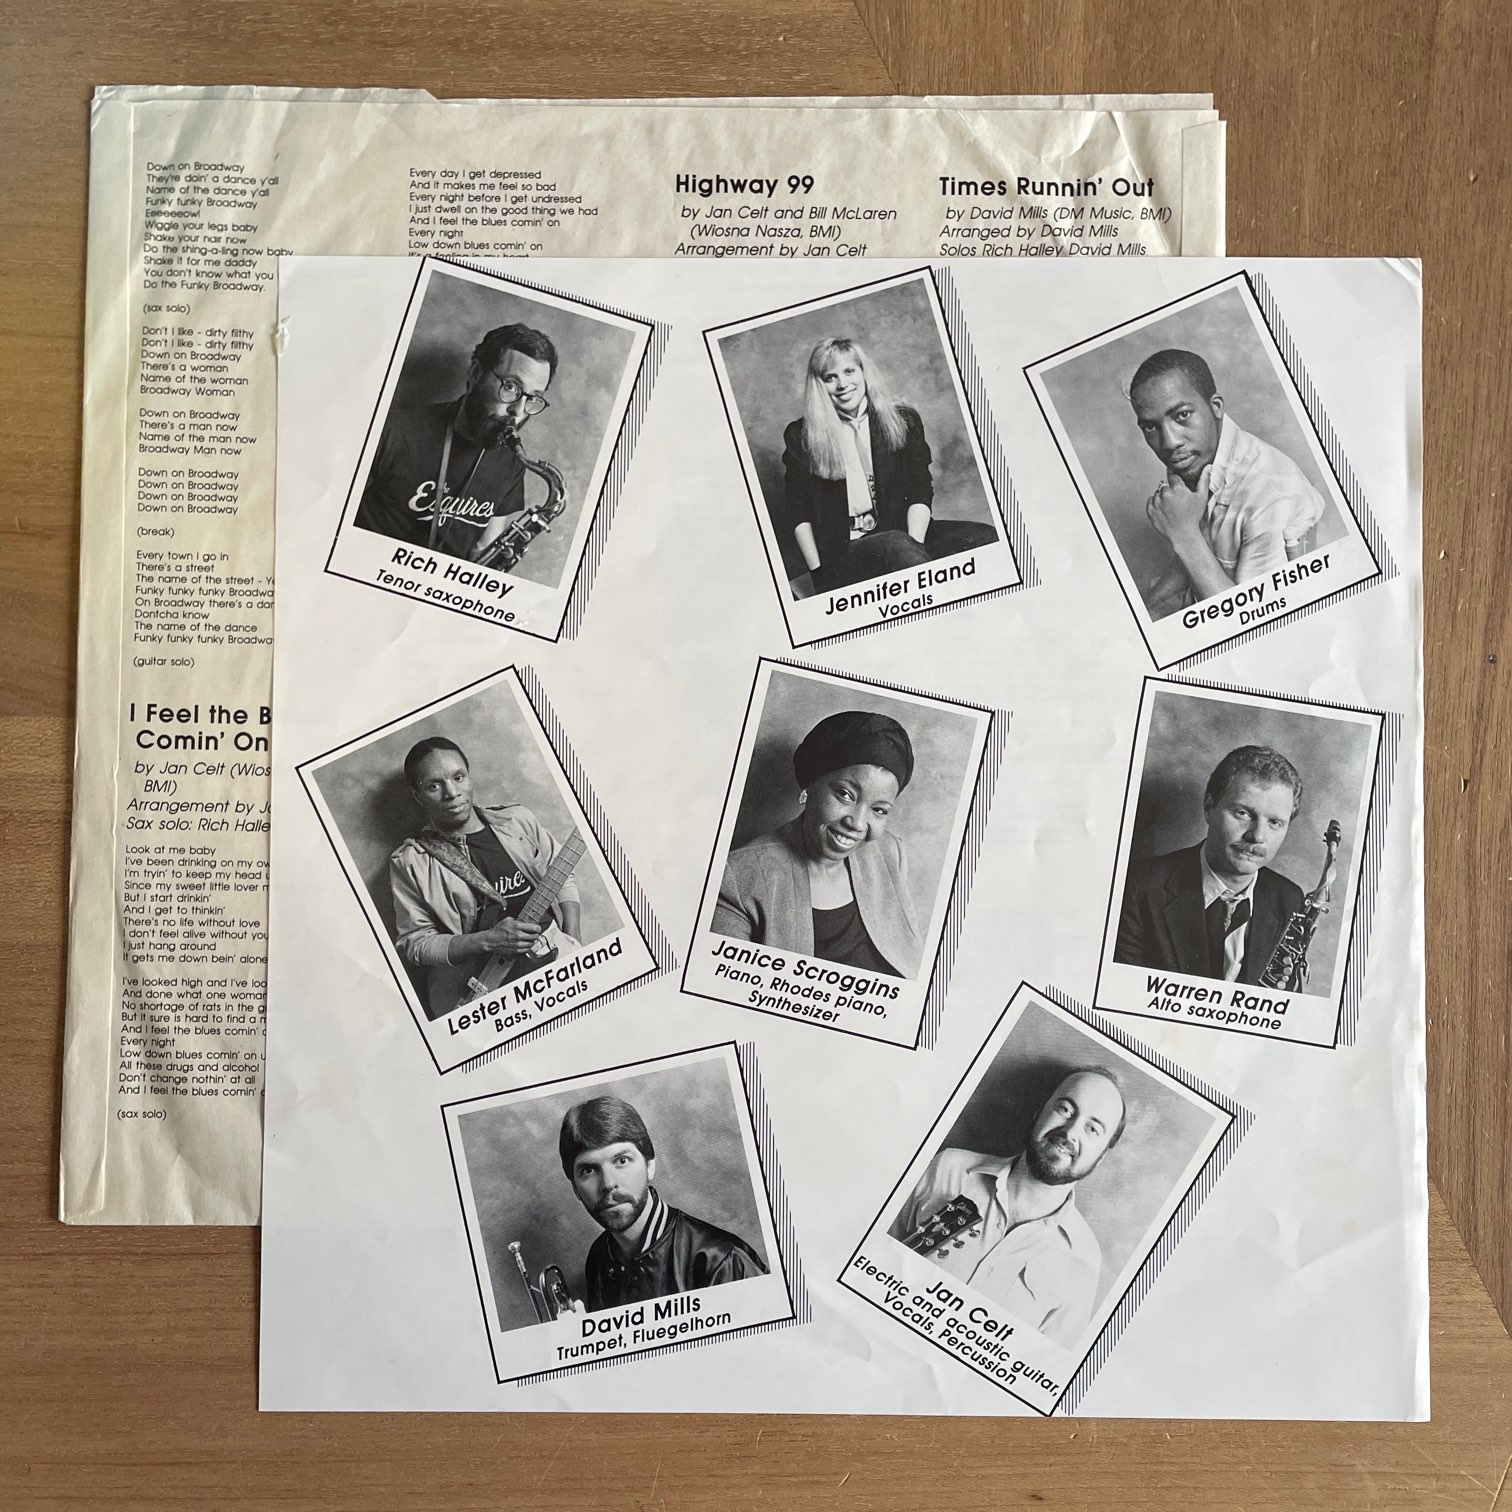 Down on Broadway
They're doin' a dance y'all
Name of the dance y'all
Funky funky Broadway
Eeeeeeow!
Wiggle your legs baby
Shake your hair now
Do the shing-a-ling now baby
Shake it for me daddy
You don't know what you
Do the Funky Broadway.
(sax solo)
Don't I like - dirty filthy
Don't I like - dirty filthy
Down on Broadway
There's a woman
Name of the woman
Broadway Woman
Down on Broadway
There's a man now
Name of the man now
Broadway Man now
Down on Broadway
Down on Broadway
Down on Broadway
Down on Broadway
(break)
Every town I go in
There's a street
The name of the street -
Funky funky funky Broadwa
On Broadway there's a dan
Dontcha know
The name of the dance
Funky funky funky Broadwa
(guitar solo)
I Feel the B
Comin' On
by Jan Celt (Wios
BMI)
Arrangement by J
Sax solo: Rich Halle
Look at me baby
I've been drinking on my ow
I'm tryin' to keep my head u
Since my sweet little lover
But I start drinkin'
And I get to thinkin'
There's no life without love
I don't feel alive without you
I just hang around
It gets me down bein' alone
I've looked high and I've loo
And done what one woman
No shortage of rats in the g
But it sure is hard to find a
And I feel the blues comin'
Every night
Low down blues comin' on
All these drugs and alcohol
Don't change nothin' at all
And I feel the blues comin'
(sax solo)
Every day I get depressed
And it makes me feel so bad
Every night before I get undressed
I just dwell on the good thing we had
And I feel the blues comin' on
Every night
Low down blues comin' on
It's a feeling in my heart
Highway 99
by Jan Celt and Bill McLaren
(Wiosna Nasza, BMI)
Arrangement by Jan Celt
Times Runnin' Out
by David Mills (DM Music, BMI)
Arranged by David Mills
Solos Rich Halley David Mills
The
Esquires
Rich Halley
Tenor saxophone
Jennifer Eland
Vocals
Gregory Fisher
Drums
uires
Lester McFarland
Bass, Vocals
Janice Scroggins
Piano, Rhodes piano,
Synthesizer
Warren Rand
Alto saxophone
David Mills
Trumpet, Fluegelhorn
Jan Celt
Electric and acoustic guitar,
Vocals, Percussion